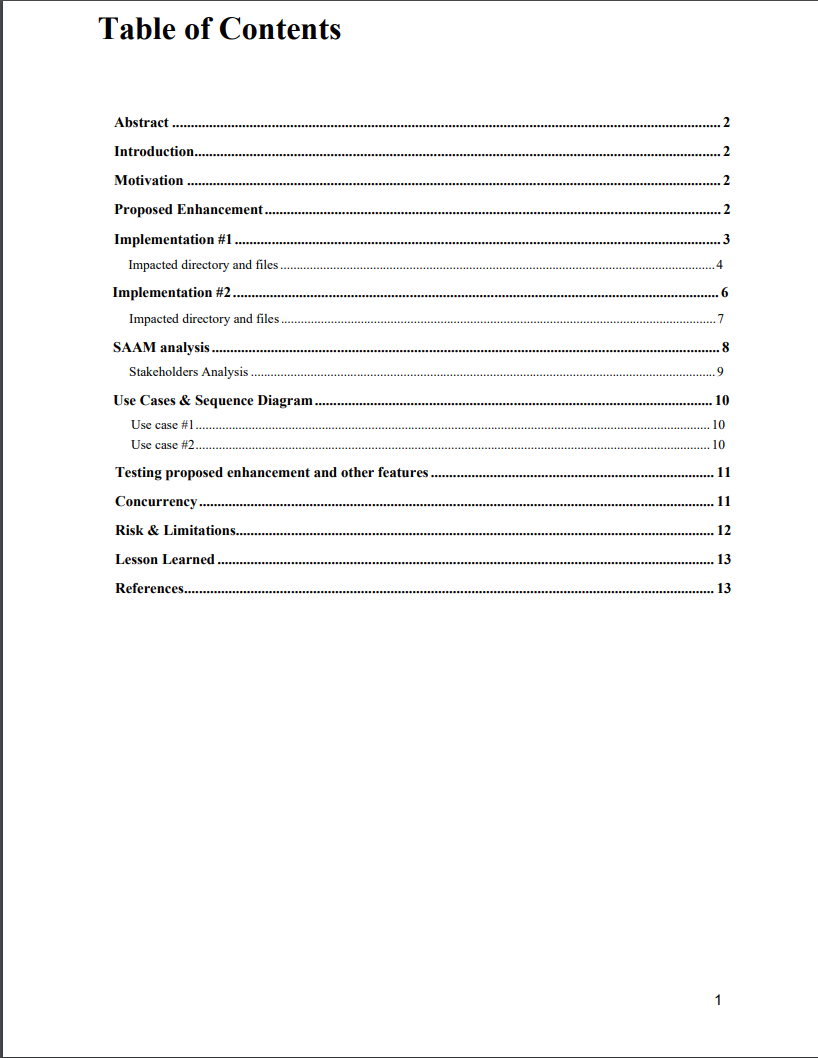 Table of Contents
Abstract ........ 2
Introduction........ 2
Motivation ........ 2
Proposed Enhancement........ 2
Implementation #1........ 3
Impacted directory and files........ 4
Implementation #2........ 6
Impacted directory and files........ 7
SAAM analysis........ 8
Stakeholders Analysis ........ 9
Use Cases & Sequence Diagram........ 10
Use case #1........ 10
Use case #2........ 10
Testing proposed enhancement and other features........ 11
Concurrency........ 11
Risk & Limitations........ 12
Lesson Learned ........ 13
References........ 13
1